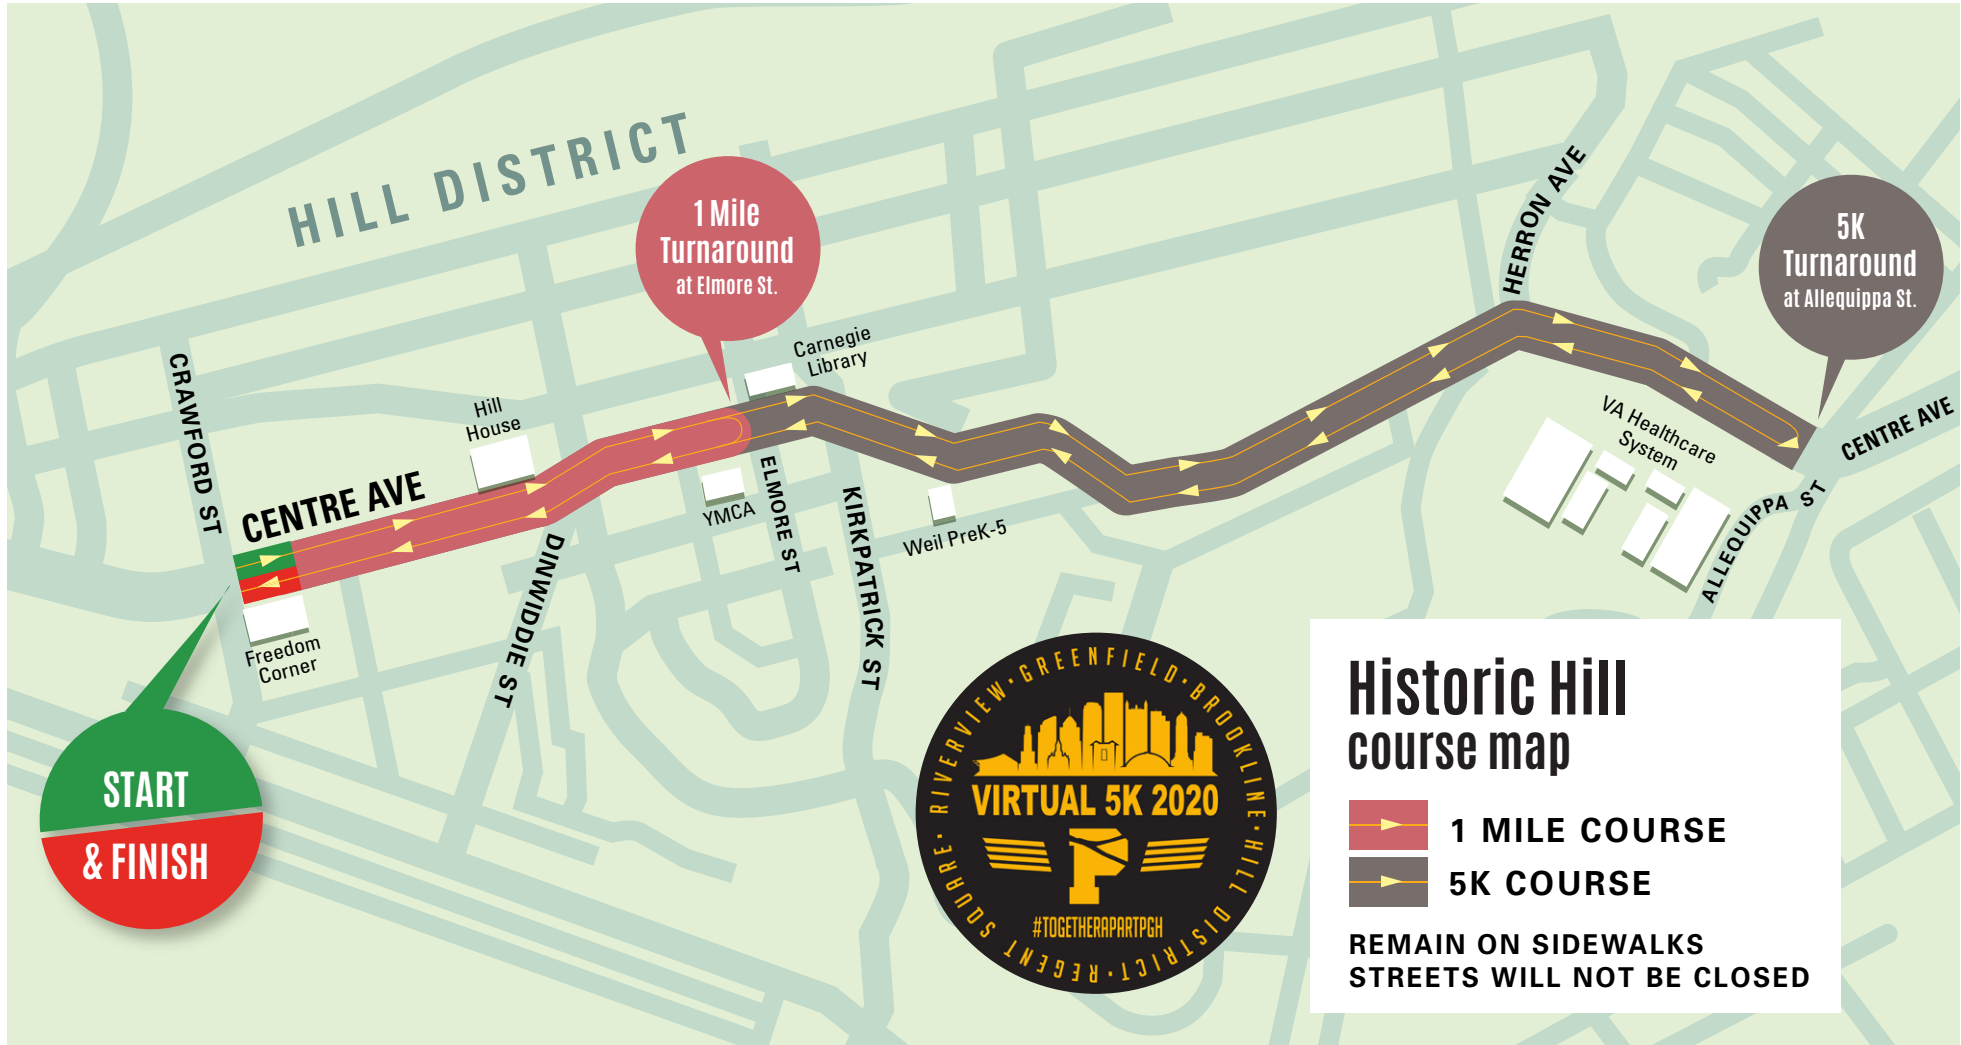 HILL DISTRICT
1 Mile
Turnaround
at Elmore St.
5K
Turnaround
at Allequippa St.
HERRON AVE
CRAWFORD ST
Carnegie
Library
Hill
House
CENTRE AVE
CENTRE AVE
VA Healthcare
System
YMCA
ELMORE ST
KIRKPATRICK ST
Weil PreK-5
DINWIDDIE ST
ALLEQUIPPA ST
Freedom
Corner
START
& FINISH
RIVERVIEW · GREENFIELD · BROOKLINE · HILL DISTRICT · REGENT SQUARE ·
VIRTUAL 5K 2020
P
#TOGETHERAPARTPGH
Historic Hill
course map
1 MILE COURSE
5K COURSE
REMAIN ON SIDEWALKS
STREETS WILL NOT BE CLOSED